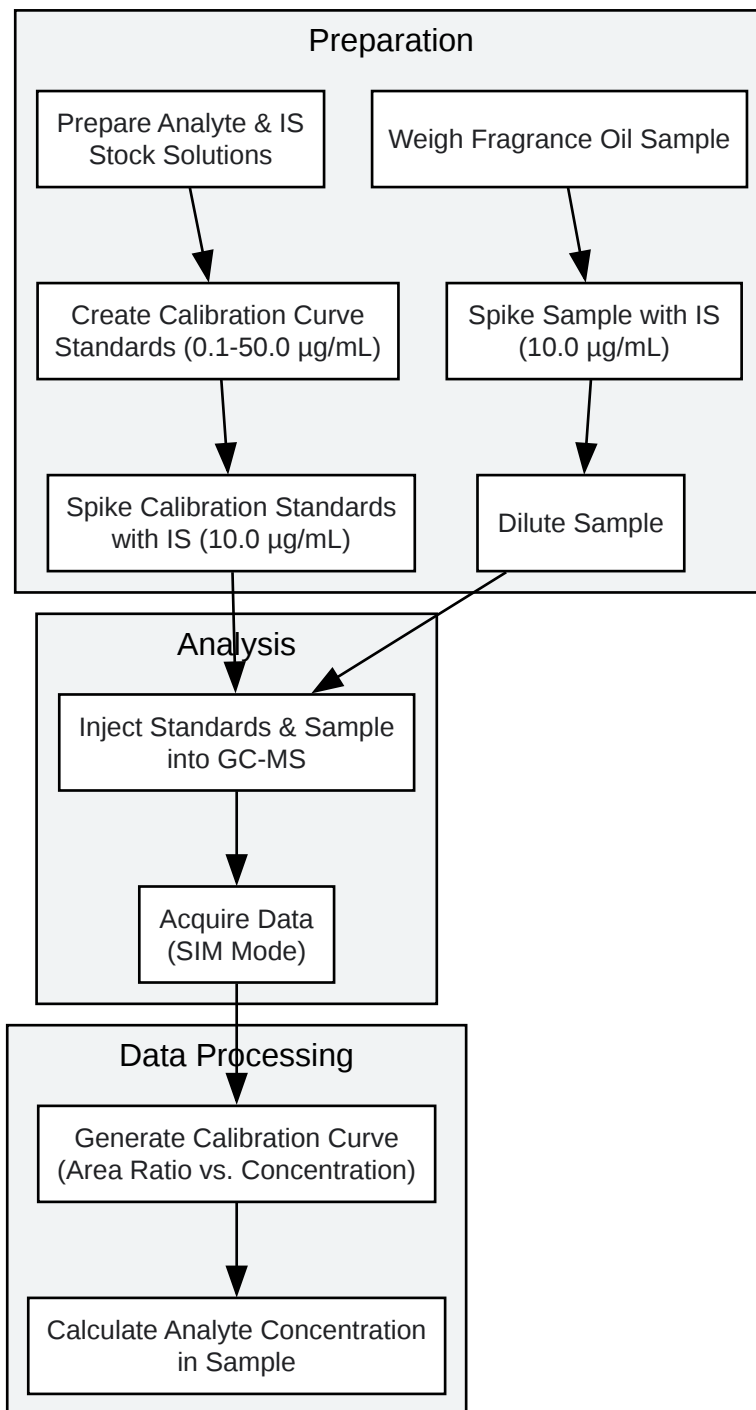 Preparation
Prepare Analyte & IS
Stock Solutions
Weigh Fragrance Oil Sample
Create Calibration Curve
Standards (0.1-50.0 µg/mL)
Spike Sample with IS
(10.0 µg/mL)
Spike Calibration Standards
with IS (10.0 µg/mL)
Dilute Sample
Analysis
Inject Standards & Sample
into GC-MS
Acquire Data
(SIM Mode)
Data Processing
Generate Calibration Curve
(Area Ratio vs. Concentration)
Calculate Analyte Concentration
in Sample